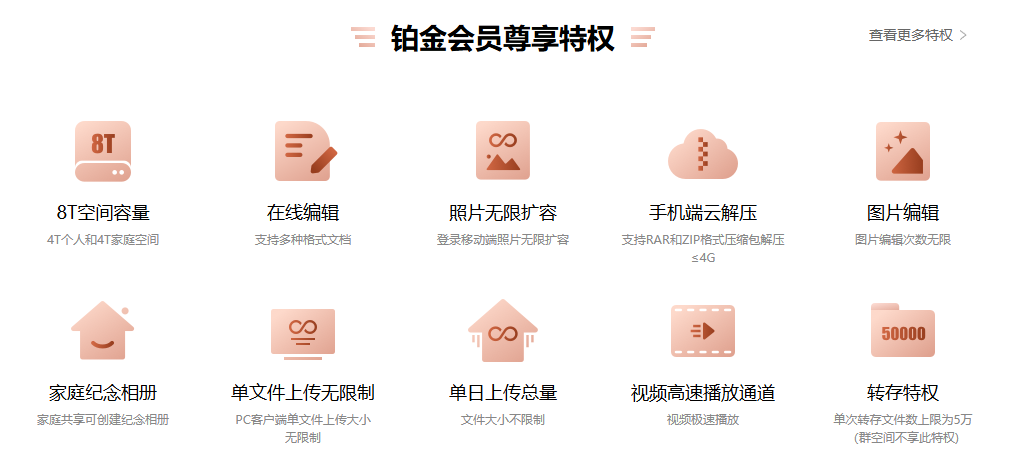 铂金会员尊享特权
查看更多特权
8T
8T空间容量
4T个人和4T家庭空间
在线编辑
支持多种格式文档
照片无限扩容
登录移动端照片无限扩容
手机端云解压
支持RAR和ZIP格式压缩包解压
≤4G
图片编辑
图片编辑次数无限
家庭纪念相册
家庭共享可创建纪念相册
单文件上传无限制
PC客户端单文件上传大小
无限制
单日上传总量
文件大小不限制
视频高速播放通道
视频极速播放
50000
转存特权
单次转存文件数上限为5万
(群空间不享此特权)